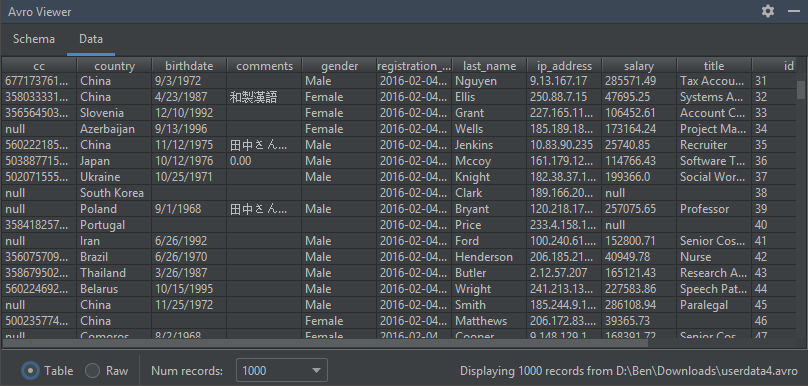 Avro Viewer
Schema Data
cc country birthdate comments gender registration_... last_name ip_address salary title id
677173761... China 9/3/1972 Male 2016-02-04... Nguyen 9.13.167.17 285571.49 Tax Accou... 31
358033331... China 4/23/1987 和製漢語 Female 2016-02-04... Ellis 250.88.7.15 47695.25 Systems A... 32
356564503... Slovenia 12/10/1992 Female 2016-02-04... Grant 227.165.11... 106452.61 Account C... 33
null Azerbaijan 9/13/1996 Female 2016-02-04... Wells 185.189.18... 173164.24 Project Ma... 34
560222185... China 11/12/1975 田中さん... Male 2016-02-04... Jenkins 10.83.90.235 25740.85 Recruiter 35
503887715... Japan 10/12/1976 0.00 Male 2016-02-04... Mccoy 161.179.12... 114766.43 Software T... 36
502071555... Ukraine 10/25/1971 Male 2016-02-04... Knight 182.38.37.1... 199366.0 Social Wor... 37
null South Korea 2016-02-04... Clark 189.166.20... null 38
null Poland 9/1/1968 田中さん... Male 2016-02-04... Bryant 120.218.17... 257075.65 Professor 39
358418257... Portugal 2016-02-04... Price 233.4.158.1... null 40
null Iran 6/26/1992 Male 2016-02-04... Ford 100.240.61.... 152800.71 Senior Cos... 41
356075709... Brazil 6/26/1970 Male 2016-02-04... Henderson 206.185.21... 40949.78 Nurse 42
358679502... Thailand 3/26/1987 Male 2016-02-04... Butler 2.12.57.207 165121.43 Research A... 43
560224692... Belarus 10/15/1995 Male 2016-02-04... Wright 241.213.13... 227583.86 Speech Pat... 44
null China 11/25/1972 Male 2016-02-04... Smith 185.244.9.1... 286108.94 Paralegal 45
500235774... China Female 2016-02-04... Matthews 206.172.83.... 39365.73 46
null Comoros 8/2/1968 Female 2016-02-04... Cooper 9.148.129.1... 168391.72 Senior Cos... 47
Table Raw Num records: 1000 Displaying 1000 records from D:\Ben\Downloads\userdata4.avro